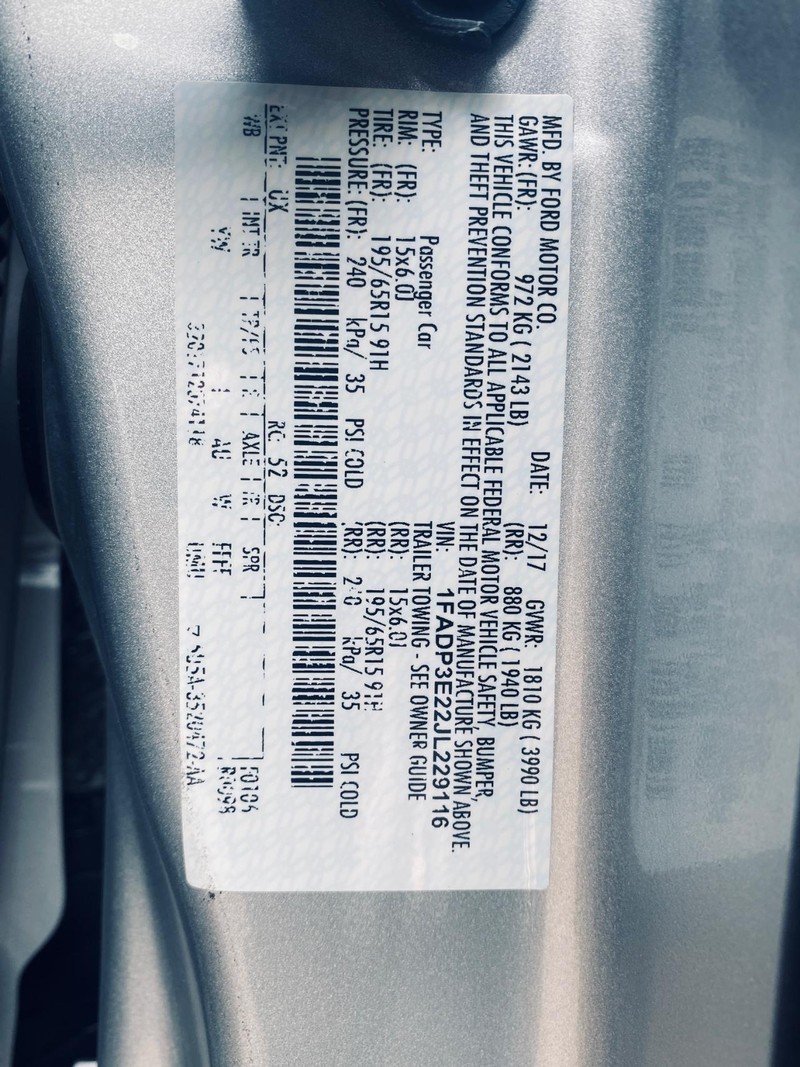 MFD. BY FORD MOTOR CO. DATE: 12/17 GVWR: 1810 KG ( 3990 LB)
GAWR: (FR): 972 KG ( 2143 LB) (RR): 880 KG ( 1940 LB)
THIS VEHICLE CONFORMS TO ALL APPLICABLE FEDERAL MOTOR VEHICLE SAFETY, BUMPER,
AND THEFT PREVENTION STANDARDS IN EFFECT ON THE DATE OF MANUFACTURE SHOWN ABOVE.
VIN: 1FADP3E22JL229116
TYPE: Passenger Car TRAILER TOWING - SEE OWNER GUIDE
RIM: (FR): 15x6.0J (RR): 15x6.0J
TIRE: (FR): 195/65R15 91H (RR): 195/65R15 91H
PRESSURE: (FR): 240 kPa/ 35 PSI COLD (RR): 240 kPa/ 35 PSI COLD
EXT PNT: UX RC: 52 DSO:
WB INT TR TP/PS AXLE TR SPR